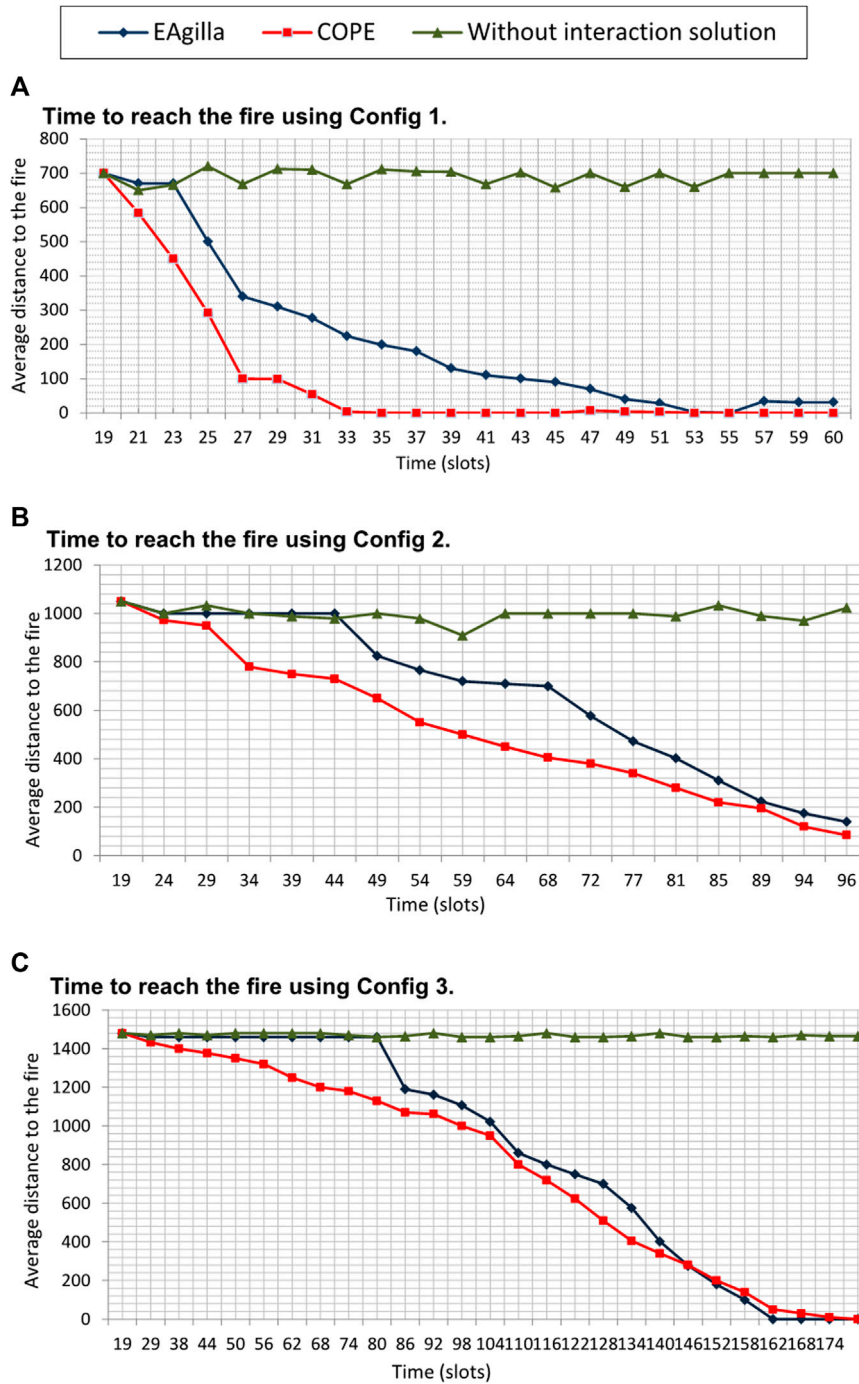 EAgilla COPE Without interaction solution
A
Time to reach the fire using Config 1.
800
700
600
500
400
300
200
100
0
Average distance to the fire
19 21 23 25 27 29 31 33 35 37 39 41 43 45 47 49 51 53 55 57 59 60
Time (slots)
B
Time to reach the fire using Config 2.
1200
1000
800
600
400
200
0
Average distance to the fire
19 24 29 34 39 44 49 54 59 64 68 72 77 81 85 89 94 96
Time (slots)
C
Time to reach the fire using Config 3.
1600
1400
1200
1000
800
600
400
200
0
Average distance to the fire
19 29 38 44 50 56 62 68 74 80 86 92 98 104110116122128134140146152158162168174
Time (slots)